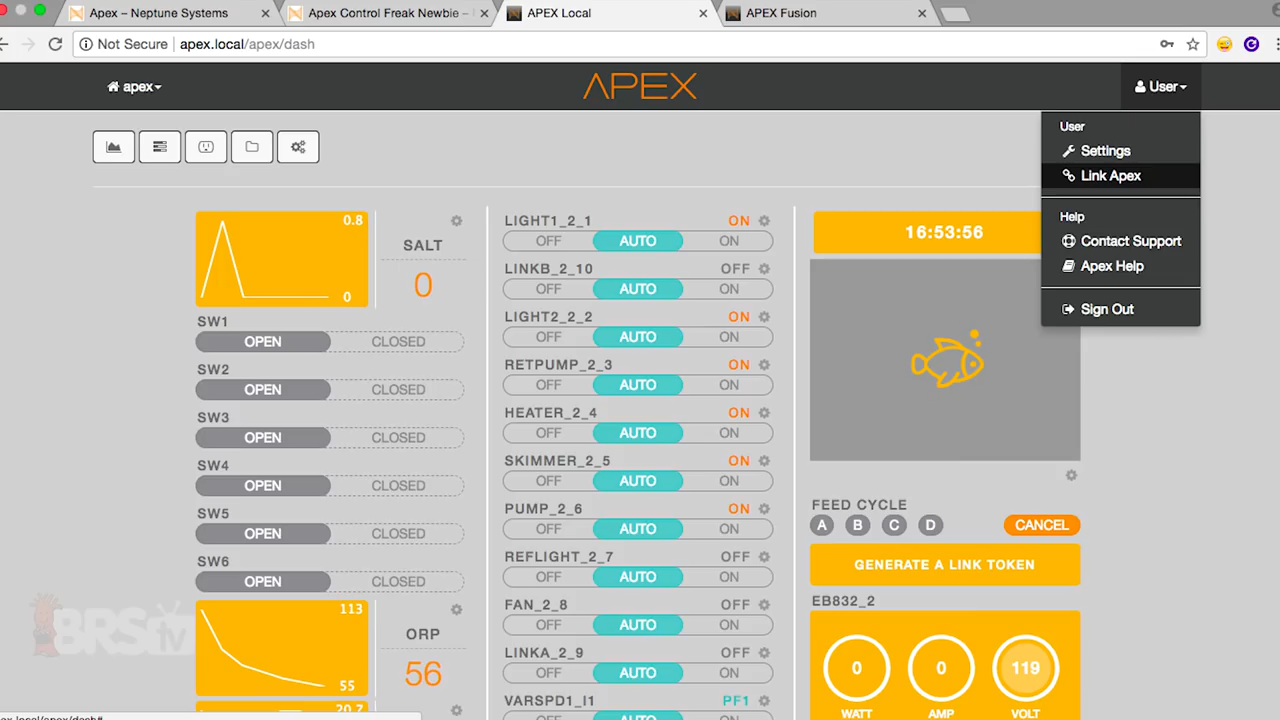 Apex – Neptune Systems
Apex Control Freak Newbie –
APEX Local
APEX Fusion
Not Secure
apex.local/apex/dash
apex
APEX
User
User
Settings
Link Apex
Help
Contact Support
Apex Help
Sign Out
0.8
0
SALT
0
SW1
OPEN CLOSED
SW2
OPEN CLOSED
SW3
OPEN CLOSED
SW4
OPEN CLOSED
SW5
OPEN CLOSED
SW6
OPEN CLOSED
113
55
ORP
56
20.7
LIGHT1_2_1 ON
OFF AUTO ON
LINKB_2_10 OFF
OFF AUTO ON
LIGHT2_2_2 ON
OFF AUTO ON
RETPUMP_2_3 ON
OFF AUTO ON
HEATER_2_4 ON
OFF AUTO ON
SKIMMER_2_5 ON
OFF AUTO ON
PUMP_2_6 ON
OFF AUTO ON
REFLIGHT_2_7 OFF
OFF AUTO ON
FAN_2_8 OFF
OFF AUTO ON
LINKA_2_9 OFF
OFF AUTO ON
VARSPD1_I1 PF1
16:53:56
FEED CYCLE
A B C D CANCEL
GENERATE A LINK TOKEN
EB832_2
0 0 119
WATT AMP VOLT
BRStv